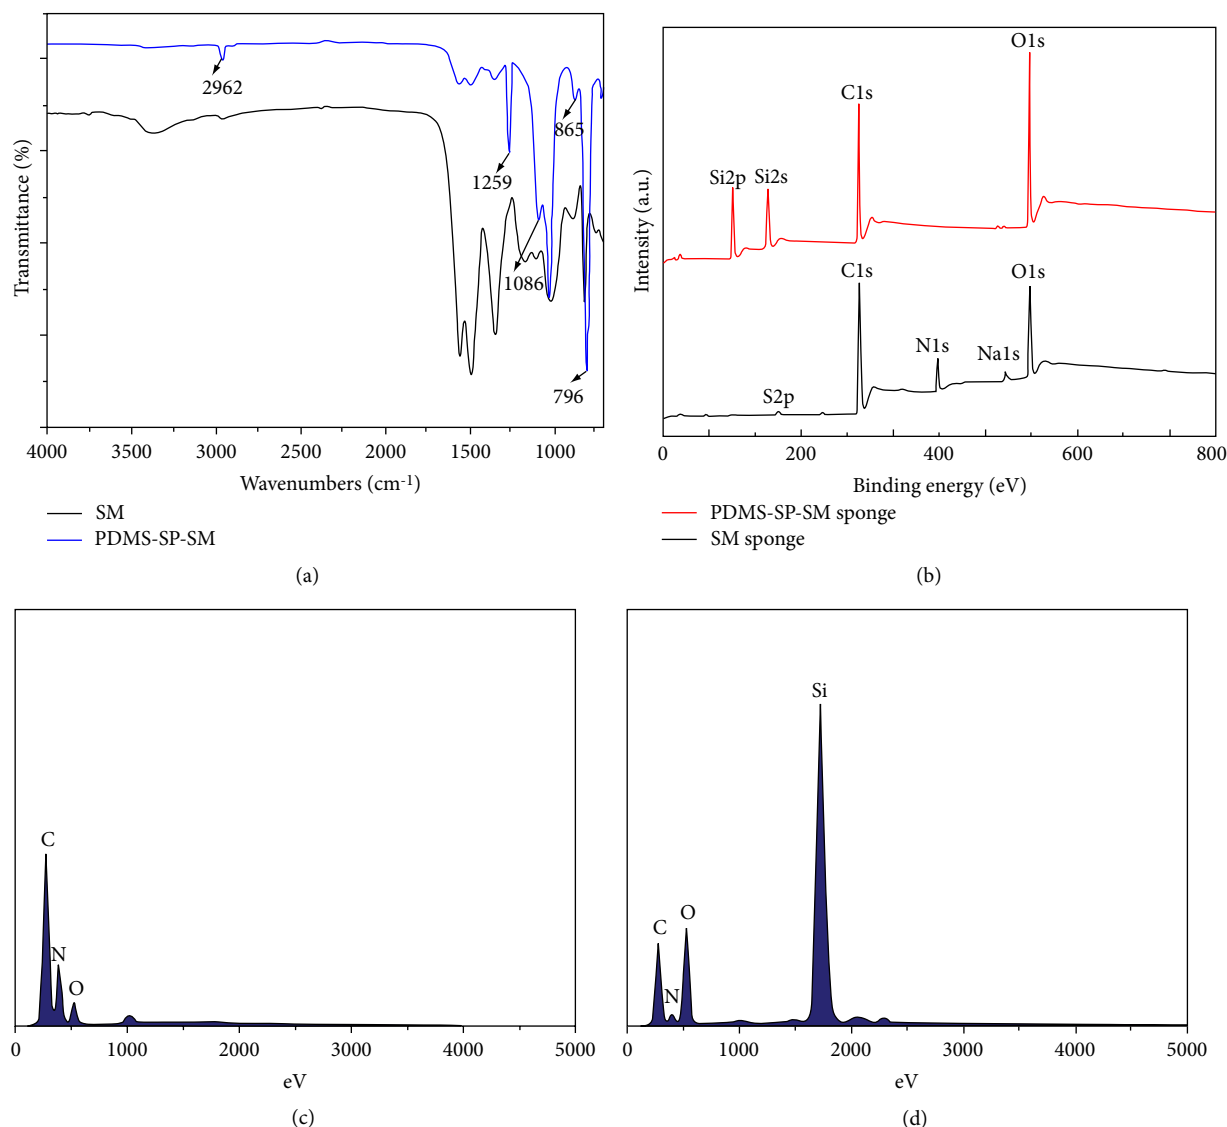 2962
865
1259
1086
796
Transmittance (%)
4000 3500 3000 2500 2000 1500 1000
Wavenumbers (cm-1)
SM
PDMS-SP-SM
(a)
O1s
C1s
Si2p Si2s
C1s
O1s
N1s
Na1s
S2p
Intensity (a.u.)
0 200 400 600 800
Binding energy (eV)
PDMS-SP-SM sponge
SM sponge
(b)
C
N
O
0 1000 2000 3000 4000 5000
eV
(c)
Si
C
O
N
0 1000 2000 3000 4000 5000
eV
(d)